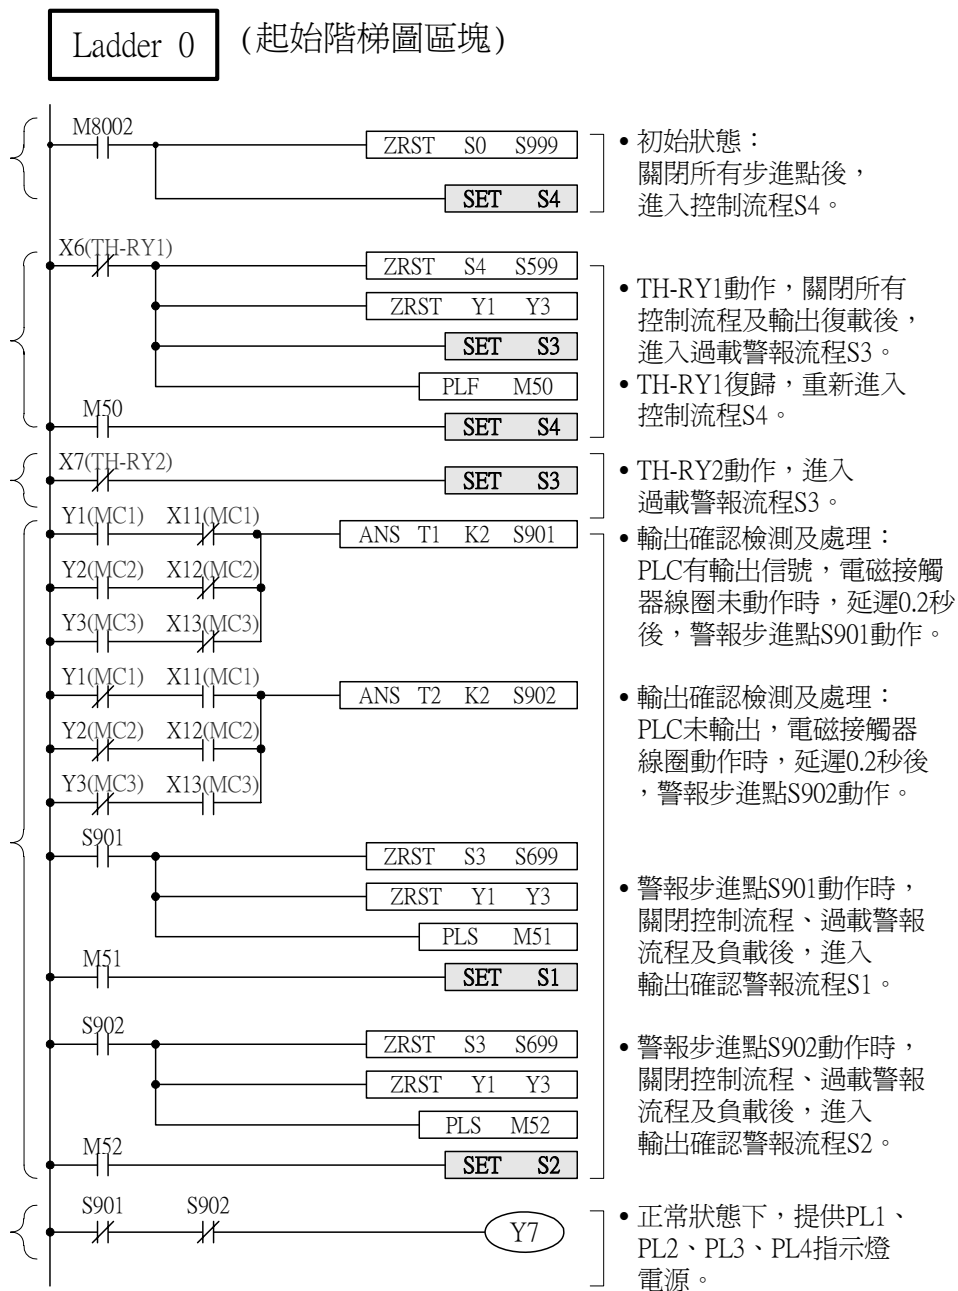 Ladder 0 (起始階梯圖區塊)
M8002
ZRST S0 S999
SET S4
• 初始狀態：
關閉所有步進點後，
進入控制流程S4。
X6(TH-RY1)
ZRST S4 S599
ZRST Y1 Y3
SET S3
PLF M50
M50
SET S4
• TH-RY1動作，關閉所有
控制流程及輸出復載後，
進入過載警報流程S3。
• TH-RY1復歸，重新進入
控制流程S4。
X7(TH-RY2)
SET S3
• TH-RY2動作，進入
過載警報流程S3。
Y1(MC1) X11(MC1)
ANS T1 K2 S901
Y2(MC2) X12(MC2)
Y3(MC3) X13(MC3)
• 輸出確認檢測及處理：
PLC有輸出信號，電磁接觸
器線圈未動作時，延遲0.2秒
後，警報步進點S901動作。
Y1(MC1) X11(MC1)
ANS T2 K2 S902
Y2(MC2) X12(MC2)
Y3(MC3) X13(MC3)
• 輸出確認檢測及處理：
PLC未輸出，電磁接觸器
線圈動作時，延遲0.2秒後
，警報步進點S902動作。
S901
ZRST S3 S699
ZRST Y1 Y3
PLS M51
M51
SET S1
• 警報步進點S901動作時，
關閉控制流程、過載警報
流程及負載後，進入
輸出確認警報流程S1。
S902
ZRST S3 S699
ZRST Y1 Y3
PLS M52
M52
SET S2
• 警報步進點S902動作時，
關閉控制流程、過載警報
流程及負載後，進入
輸出確認警報流程S2。
S901 S902
Y7
• 正常狀態下，提供PL1、
PL2、PL3、PL4指示燈
電源。